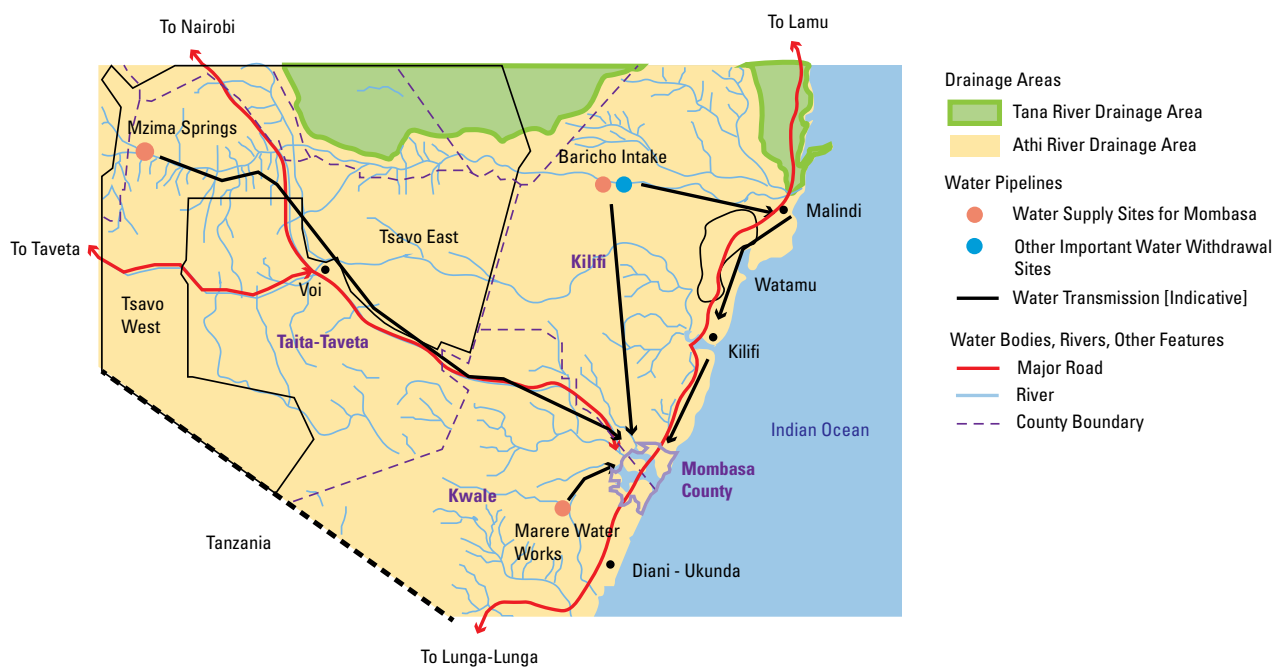 To Nairobi
To Lamu
Mzima Springs
Baricho Intake
Malindi
To Taveta
Tsavo East
Kilifi
Voi
Watamu
Tsavo
West
Taita-Taveta
Kilifi
Indian Ocean
Mombasa
County
Kwale
Marere Water
Works
Tanzania
Diani - Ukunda
To Lunga-Lunga
Drainage Areas
Tana River Drainage Area
Athi River Drainage Area
Water Pipelines
Water Supply Sites for Mombasa
Other Important Water Withdrawal
Sites
Water Transmission [Indicative]
Water Bodies, Rivers, Other Features
Major Road
River
County Boundary